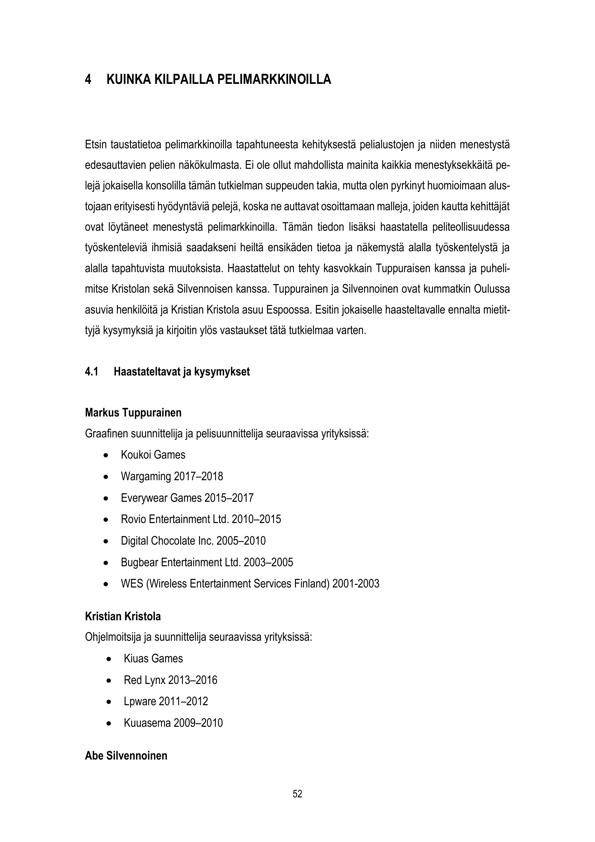 4 KUINKA KILPAILLA PELIMARKKINOILLA
Etsin taustatietoa pelimarkkinoilla tapahtuneesta kehityksestä pelialustojen ja niiden menestystä
edesauttavien pelien näkökulmasta. Ei ole ollut mahdollista mainita kaikkia menestyksekkäitä pe-
lejä jokaisella konsolilla tämän tutkielman suppeuden takia, mutta olen pyrkinyt huomioimaan alus-
tojaan erityisesti hyödyntäviä pelejä, koska ne auttavat osoittamaan malleja, joiden kautta kehittäjät
ovat löytäneet menestystä pelimarkkinoilla. Tämän tiedon lisäksi haastatella peliteollisuudessa
työskenteleviä ihmisiä saadakseni heiltä ensikäden tietoa ja näkemystä alalla työskentelystä ja
alalla tapahtuvista muutoksista. Haastattelut on tehty kasvokkain Tuppuraisen kanssa ja puheli-
mitse Kristolan sekä Silvennoisen kanssa. Tuppurainen ja Silvennoinen ovat kummatkin Oulussa
asuvia henkilöitä ja Kristian Kristola asuu Espoossa. Esitin jokaiselle haasteltavalle ennalta mietit-
tyjä kysymyksiä ja kirjoitin ylös vastaukset tätä tutkielmaa varten.
4.1 Haastateltavat ja kysymykset
Markus Tuppurainen
Graafinen suunnittelija ja pelisuunnittelija seuraavissa yrityksissä:
• Koukoi Games
• Wargaming 2017–2018
• Everywear Games 2015–2017
• Rovio Entertainment Ltd. 2010–2015
• Digital Chocolate Inc. 2005–2010
• Bugbear Entertainment Ltd. 2003–2005
• WES (Wireless Entertainment Services Finland) 2001-2003
Kristian Kristola
Ohjelmoitsija ja suunnittelija seuraavissa yrityksissä:
• Kiuas Games
• Red Lynx 2013–2016
• Lpware 2011–2012
• Kuuasema 2009–2010
Abe Silvennoinen
52